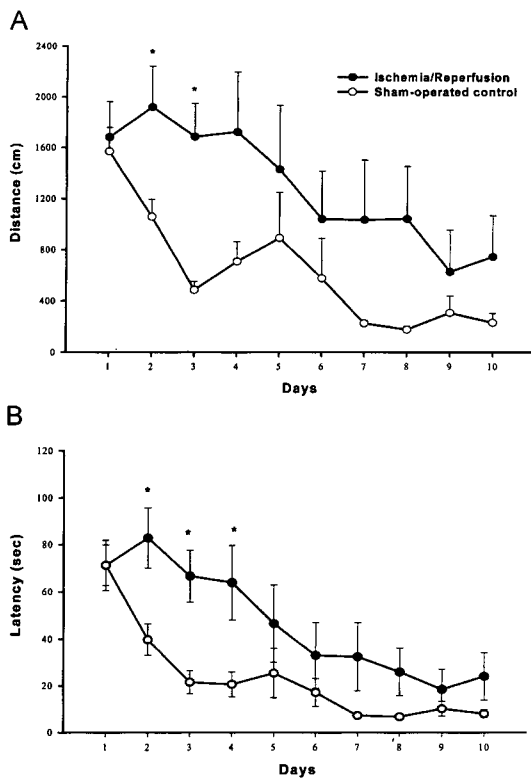 A
* *
Ischemia/Reperfusion
Sham-operated control
Distance (cm)
2400
2000
1600
1200
800
400
0
1 2 3 4 5 6 7 8 9 10
Days
B
* * *
Latency (sec)
120
100
80
60
40
20
0
1 2 3 4 5 6 7 8 9 10
Days